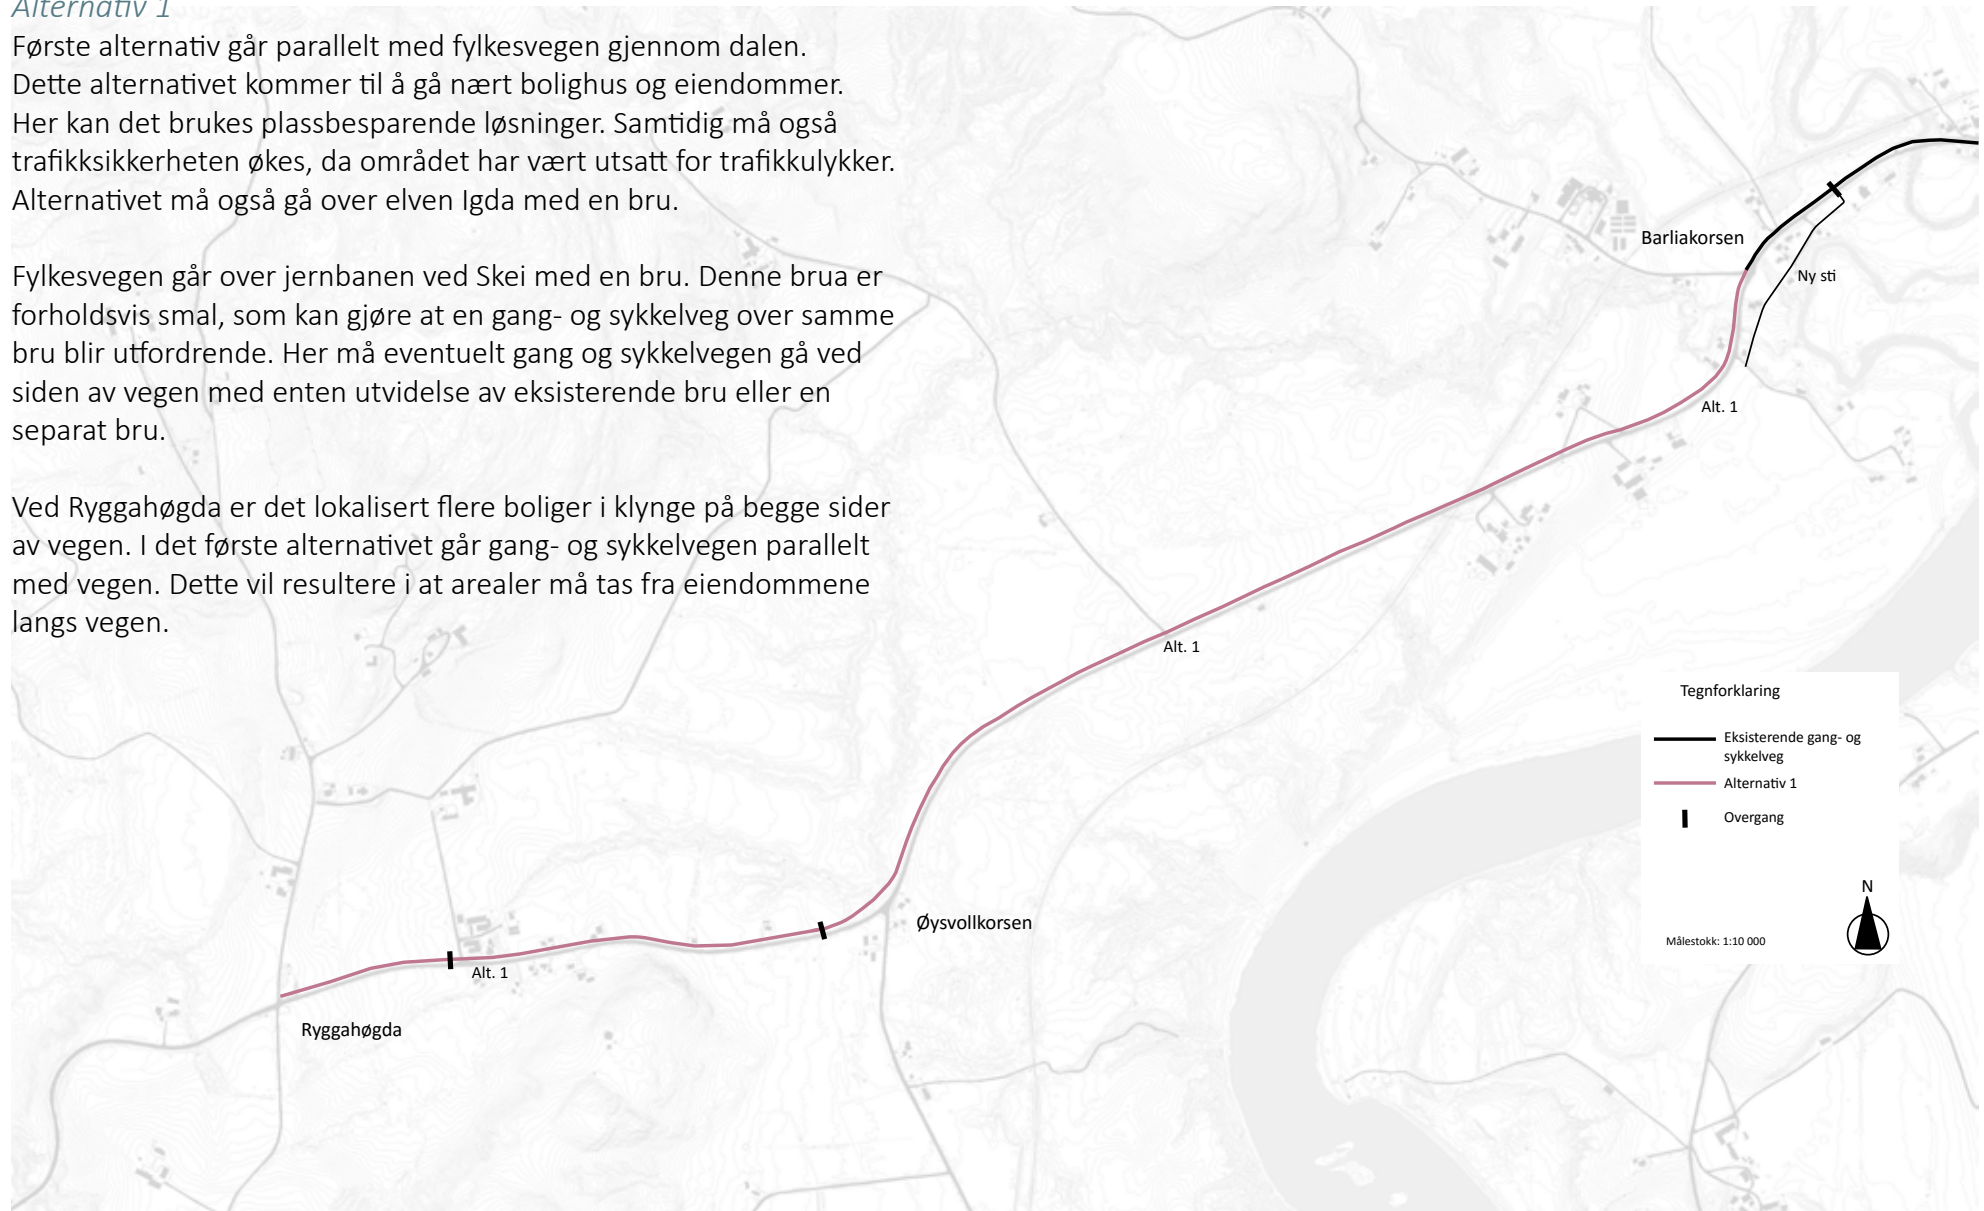 Alternativ 1
Første alternativ går parallelt med fylkesvegen gjennom dalen.
Dette alternativet kommer til å gå nært bolighus og eiendommer.
Her kan det brukes plassbesparende løsninger. Samtidig må også
trafikksikkerheten økes, da området har vært utsatt for trafikkulykker.
Alternativet må også gå over elven Igda med en bru.
Fylkesvegen går over jernbanen ved Skei med en bru. Denne brua er
forholdsvis smal, som kan gjøre at en gang- og sykkelveg over samme
bru blir utfordrende. Her må eventuelt gang og sykkelvegen gå ved
siden av vegen med enten utvidelse av eksisterende bru eller en
separat bru.
Ved Ryggahøgda er det lokalisert flere boliger i klynge på begge sider
av vegen. I det første alternativet går gang- og sykkelvegen parallelt
med vegen. Dette vil resultere i at arealer må tas fra eiendommene
langs vegen.
Barliakorsen
Ny sti
Alt. 1
Alt. 1
Øysvollkorsen
Alt. 1
Ryggahøgda
Tegnforklaring
Eksisterende gang- og
sykkelveg
Alternativ 1
Overgang
N
Målestokk: 1:10 000